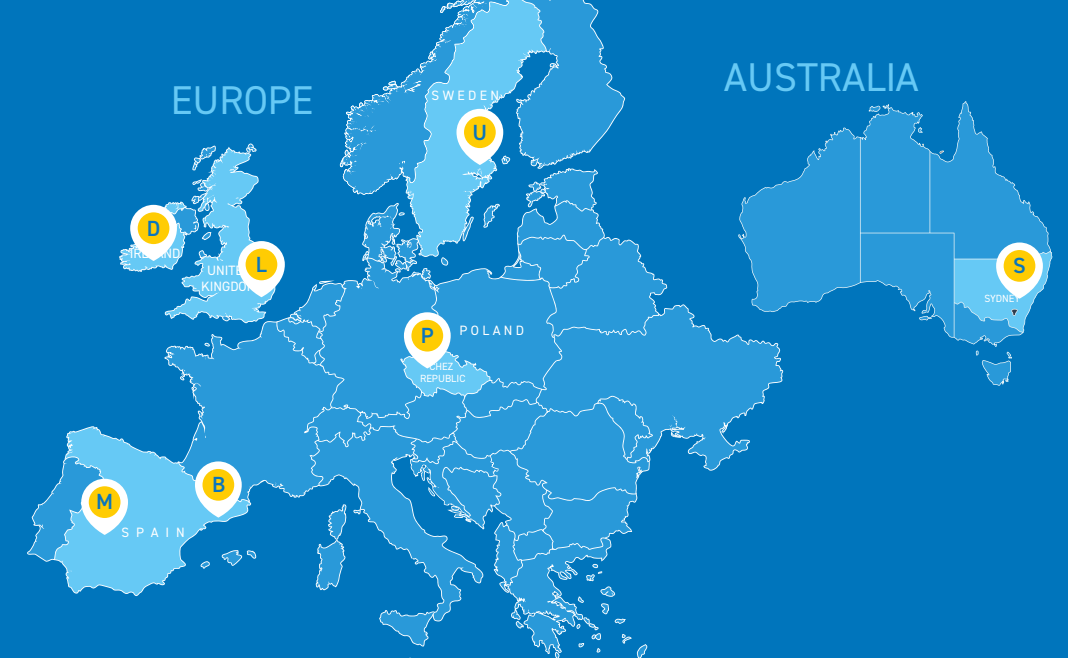 EUROPE
AUSTRALIA
SWEDEN
U
D
IRELAND
L
UNITED
KINGDOM
S
SYDNEY
P
POLAND
CHEZ
REPUBLIC
B
M
SPAIN